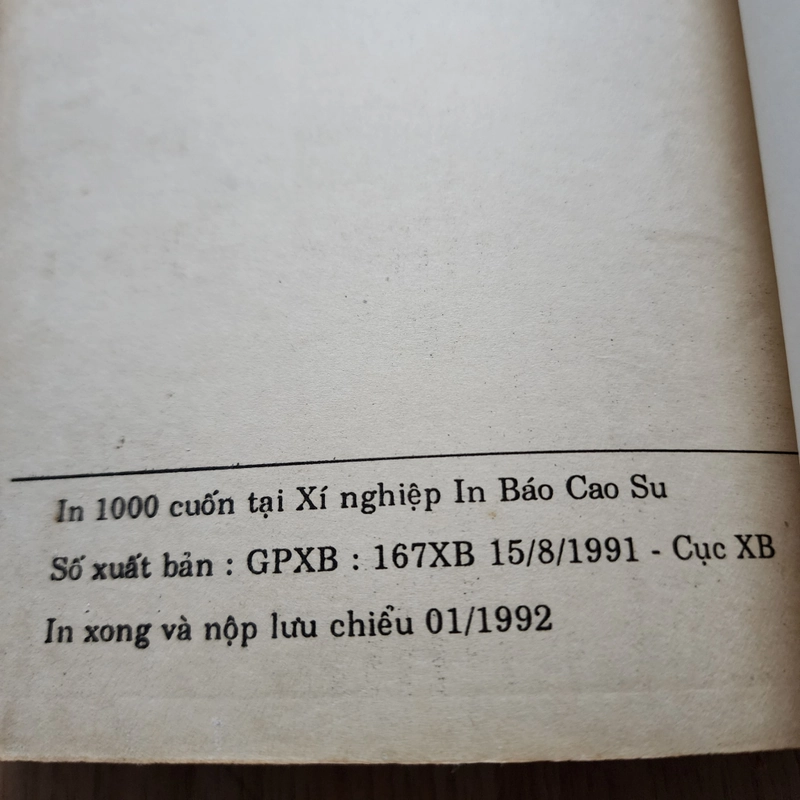 In 1000 cuốn tại Xí nghiệp In Báo Cao Su
Số xuất bản : GPXB : 167XB 15/8/1991 - Cục XB
In xong và nộp lưu chiểu 01/1992